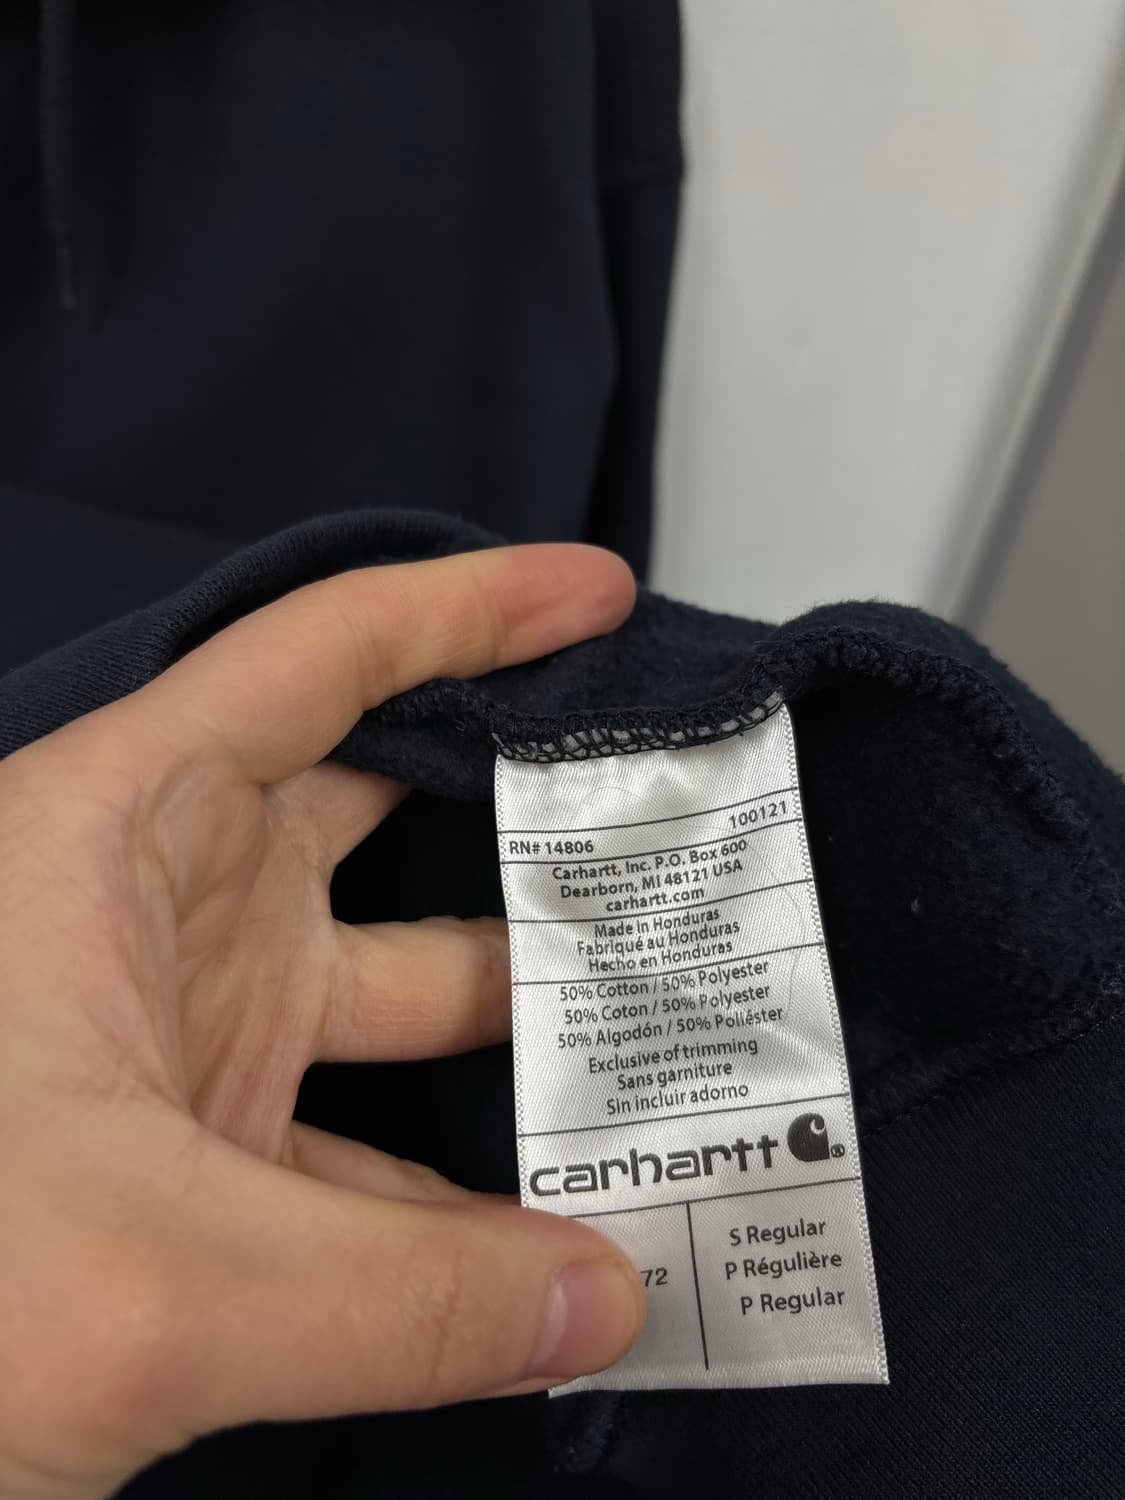 100121
RN# 14806
Carhartt, Inc. P.O. Box 600
Dearborn, MI 48121 USA
carhartt.com
Made in Honduras
Fabriqué au Honduras
Hecho en Honduras
50% Cotton / 50% Polyester
50% Coton / 50% Polyester
50% Algodón / 50% Poliéster
Exclusive of trimming
Sans garniture
Sin incluir adorno
carhartt ®
S Regular
72
P Régulière
P Regular